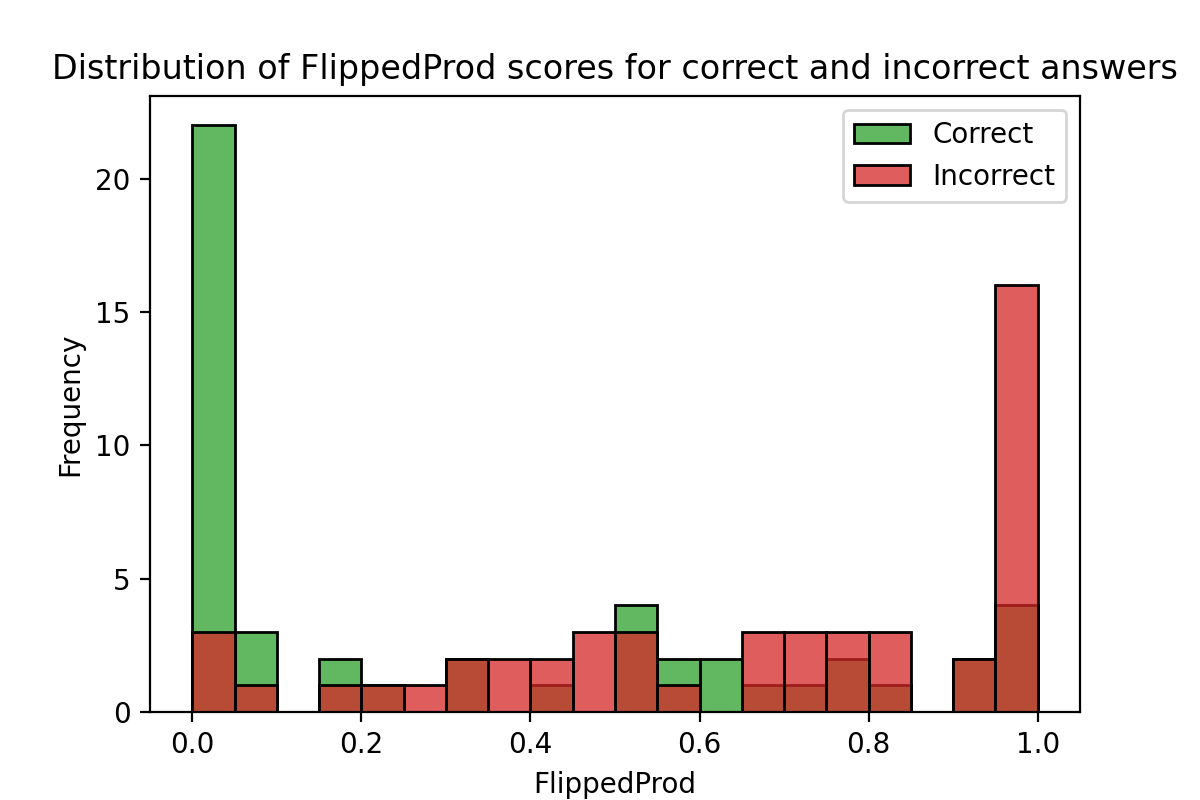 Distribution of FlippedProd scores for correct and incorrect answers
Correct
Incorrect
Frequency
20
15
10
5
0
0.0 0.2 0.4 0.6 0.8 1.0
FlippedProd